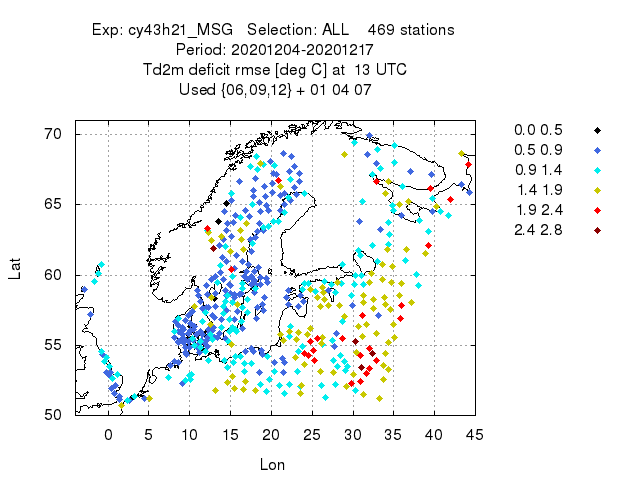 Exp: cy43h21_MSG   Selection: ALL    469 stations
Period: 20201204-20201217
Td2m deficit rmse [deg C] at  13 UTC
Used {06,09,12} + 01 04 07
0.0 0.5
0.5 0.9
0.9 1.4
1.4 1.9
1.9 2.4
2.4 2.8
70
65
60
55
50
Lat
0 5 10 15 20 25 30 35 40 45
Lon